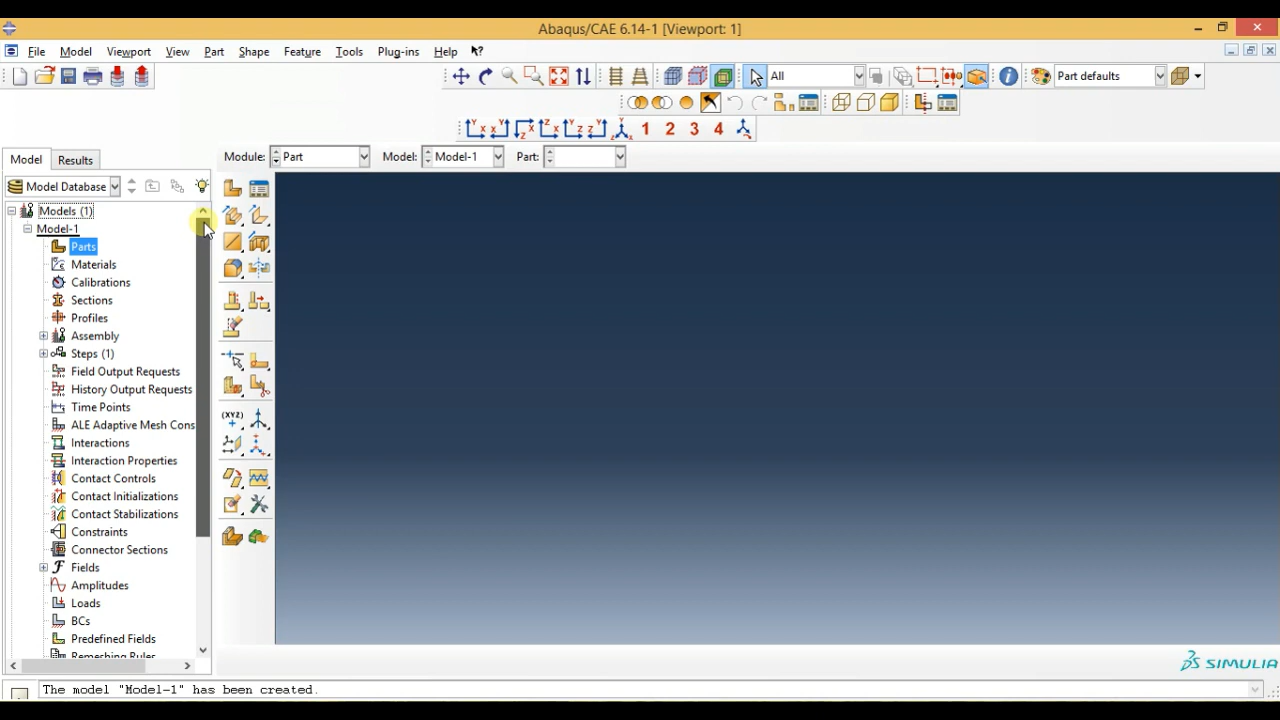 Abaqus/CAE 6.14-1 [Viewport: 1]
File Model Viewport View Part Shape Feature Tools Plug-ins Help
All Part defaults
1 2 3 4
Model Results Module: Part Model: Model-1 Part:
Model Database
Models (1)
Model-1
Parts
Materials
Calibrations
Sections
Profiles
Assembly
Steps (1)
Field Output Requests
History Output Requests
Time Points
ALE Adaptive Mesh Cons
Interactions
Interaction Properties
Contact Controls
Contact Initializations
Contact Stabilizations
Constraints
Connector Sections
Fields
Amplitudes
Loads
BCs
Predefined Fields
Remeshing Rules
(XYZ)
SIMULIA
The model "Model-1" has been created.